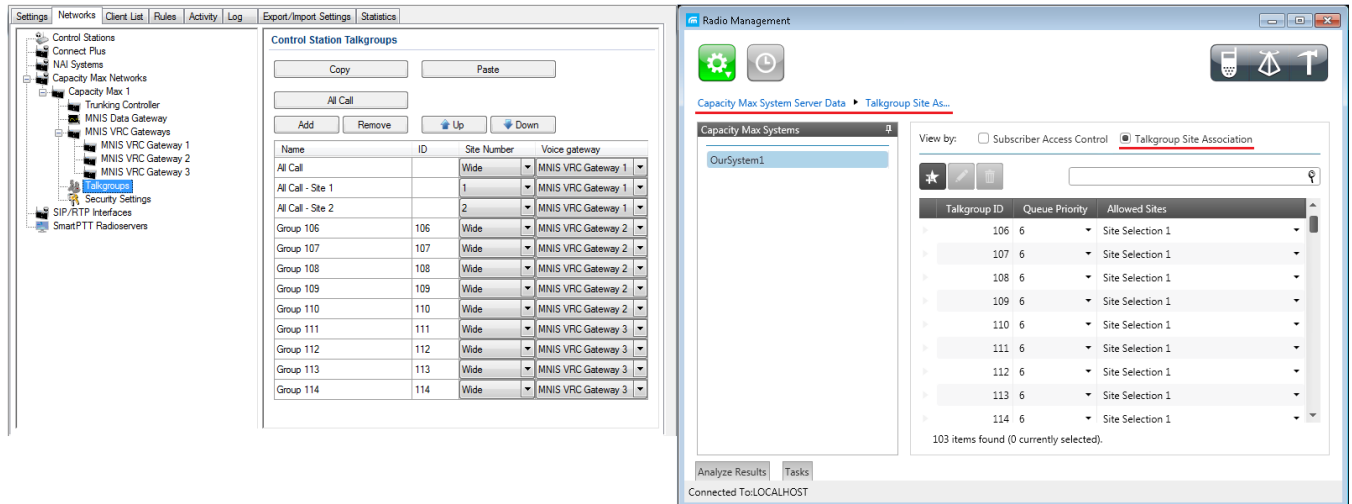 Settings Networks Client List Rules Activity Log Export/Import Settings Statistics
Control Stations
Connect Plus
NAI Systems
Capacity Max Networks
Capacity Max 1
Trunking Controller
MNIS Data Gateway
MNIS VRC Gateways
MNIS VRC Gateway 1
MNIS VRC Gateway 2
MNIS VRC Gateway 3
Talkgroups
Security Settings
SIP/RTP Interfaces
SmartPTT Radioservers
Control Station Talkgroups
Copy Paste
All Call
Add Remove Up Down
Name ID Site Number Voice gateway
All Call Wide MNIS VRC Gateway 1
All Call - Site 1 1 MNIS VRC Gateway 1
All Call - Site 2 2 MNIS VRC Gateway 1
Group 106 106 Wide MNIS VRC Gateway 2
Group 107 107 Wide MNIS VRC Gateway 2
Group 108 108 Wide MNIS VRC Gateway 2
Group 109 109 Wide MNIS VRC Gateway 2
Group 110 110 Wide MNIS VRC Gateway 2
Group 111 111 Wide MNIS VRC Gateway 3
Group 112 112 Wide MNIS VRC Gateway 3
Group 113 113 Wide MNIS VRC Gateway 3
Group 114 114 Wide MNIS VRC Gateway 3
Radio Management
Capacity Max System Server Data Talkgroup Site As...
Capacity Max Systems
OurSystem1
View by: Subscriber Access Control Talkgroup Site Association
Talkgroup ID Queue Priority Allowed Sites
106 6 Site Selection 1
107 6 Site Selection 1
108 6 Site Selection 1
109 6 Site Selection 1
110 6 Site Selection 1
111 6 Site Selection 1
112 6 Site Selection 1
113 6 Site Selection 1
114 6 Site Selection 1
103 items found (0 currently selected).
Analyze Results Tasks
Connected To:LOCALHOST